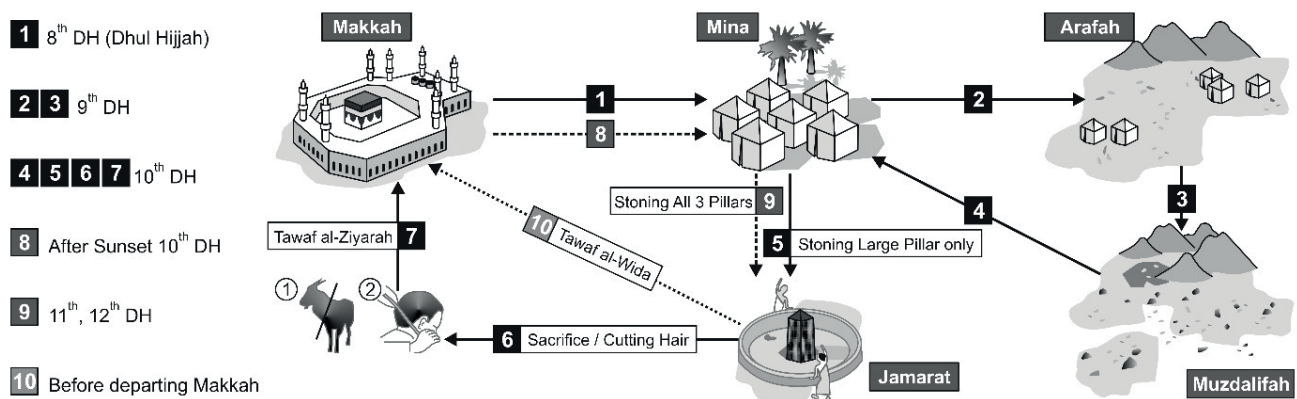 1 8th DH (Dhul Hijjah)
2 3 9th DH
4 5 6 7 10th DH
8 After Sunset 10th DH
9 11th, 12th DH
10 Before departing Makkah
Makkah
Mina
Arafah
1
8
2
3
4
Stoning All 3 Pillars 9
5 Stoning Large Pillar only
Tawaf al-Ziyarah 7
10 Tawaf al-Wida
1 2
6 Sacrifice / Cutting Hair
Jamarat
Muzdalifah